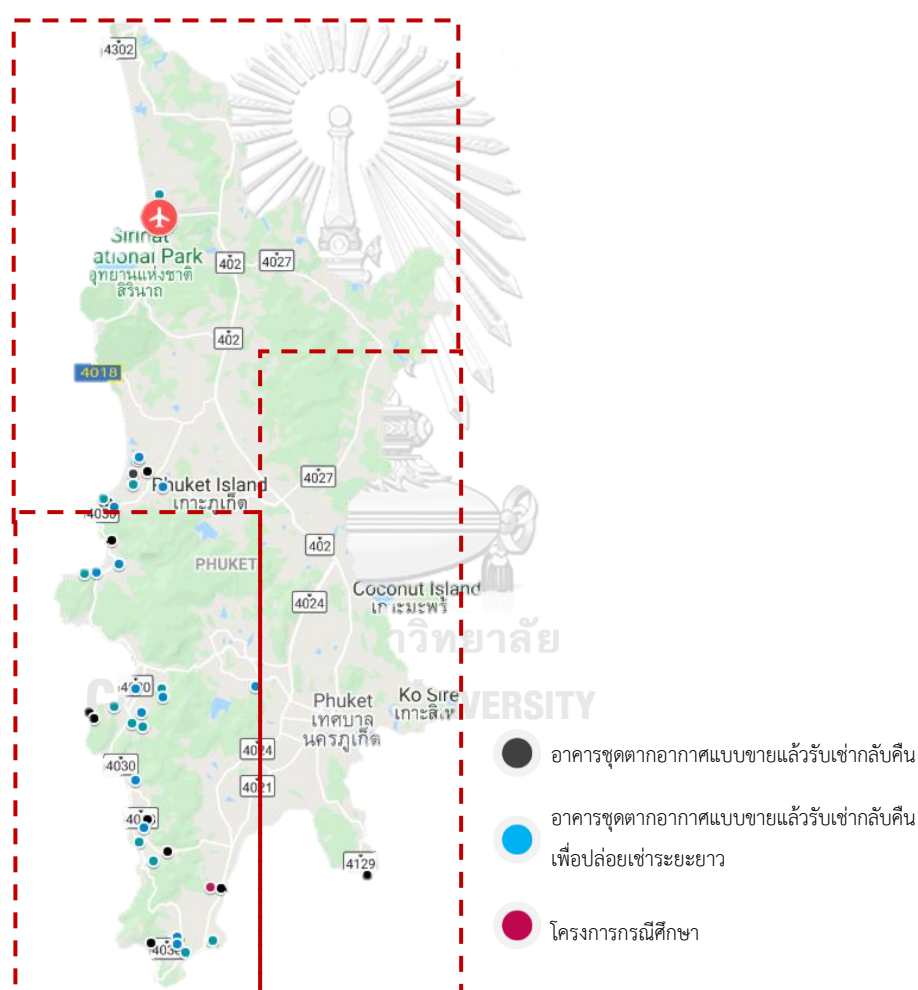 4302
Sirinat
ational Park
อุทยานแห่งชาติ
สิรินาถ
402
4027
402
4018
4027
Phuket Island
เกาะภูเก็ต
4030
402
PHUKET
4024
Coconut Island
เกาะมะพร้
าวิทยาลัย
VERSITY
Phuket
เทศบาล
นครภูเก็ต
Ko Sire
เกาะสิเห
4024
4030
4021
4129
อาคารชุดตากอากาศแบบขายแล้วรับเช่ากลับคืน
อาคารชุดตากอากาศแบบขายแล้วรับเช่ากลับคืน
เพื่อปล่อยเช่าระยะยาว
โครงการกรณีศึกษา